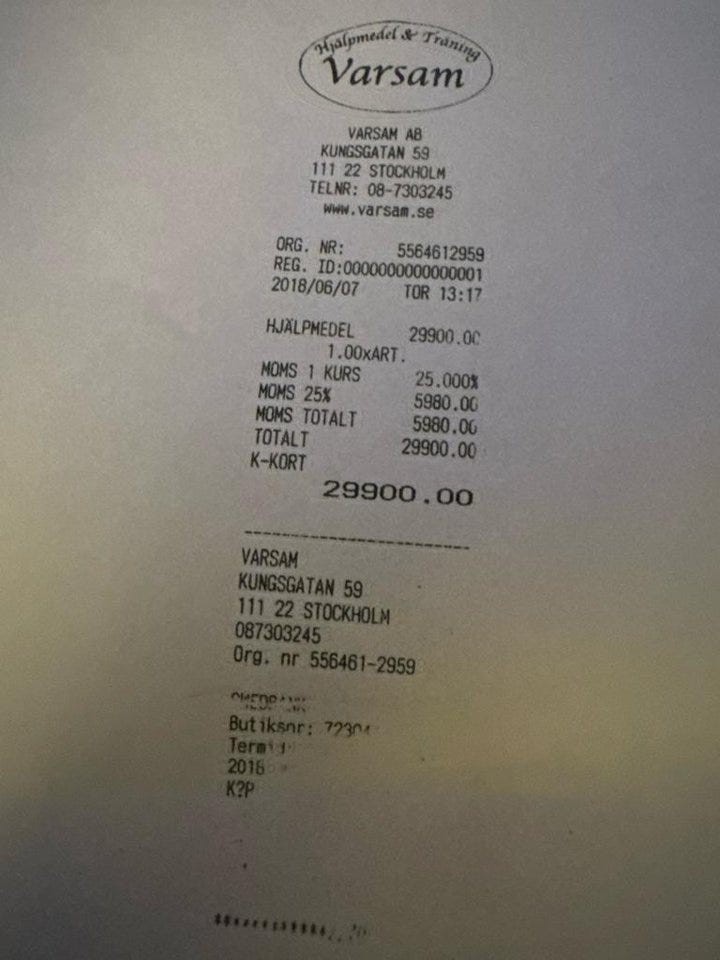 Hjälpmedel & Träning
Varsam
VARSAM AB
KUNGSGATAN 59
111 22 STOCKHOLM
TELNR: 08-7303245
www.varsam.se
ORG. NR: 5564612959
REG. ID:0000000000000001
2018/06/07 TOR 13:17
HJÄLPMEDEL 29900.00
1.00xART.
MOMS 1 KURS 25.000%
MOMS 25% 5980.00
MOMS TOTALT 5980.00
TOTALT 29900.00
K-KORT
29900.00
VARSAM
KUNGSGATAN 59
111 22 STOCKHOLM
087303245
Org. nr 556461-2959
Butiksnr:
2018
K?P